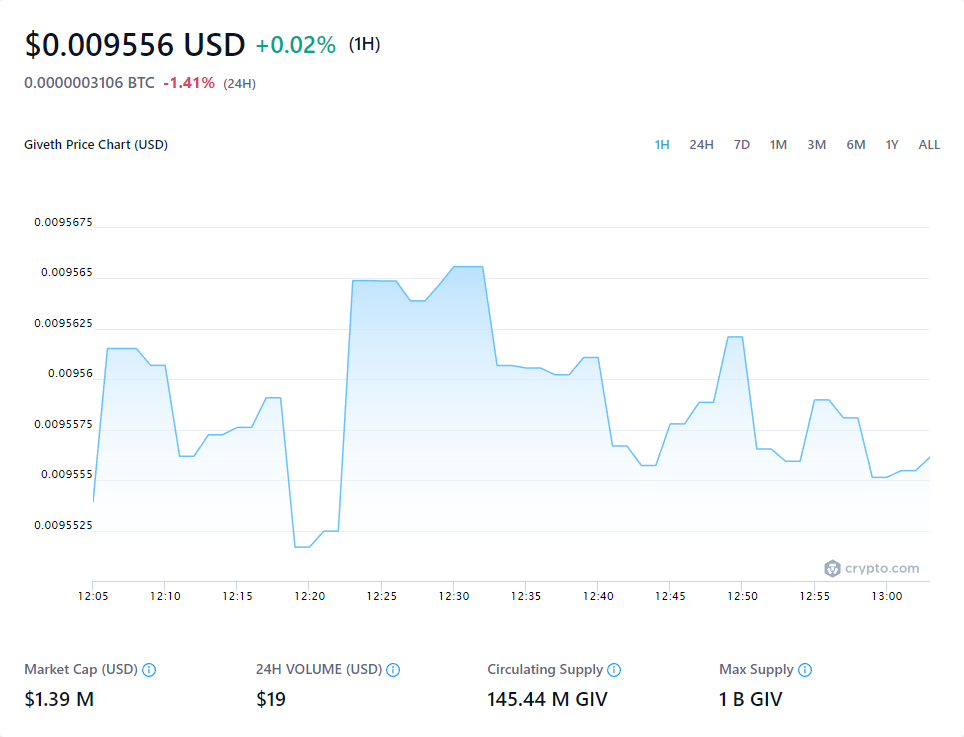 $0.009556 USD +0.02% (1H)
0.0000003106 BTC -1.41% (24H)
Giveth Price Chart (USD)
1H 24H 7D 1M 3M 6M 1Y ALL
0.0095675
0.009565
0.0095625
0.00956
0.0095575
0.009555
0.0095525
crypto.com
12:05 12:10 12:15 12:20 12:25 12:30 12:35 12:40 12:45 12:50 12:55 13:00
Market Cap (USD) 24H VOLUME (USD) Circulating Supply Max Supply
$1.39 M $19 145.44 M GIV 1 B GIV